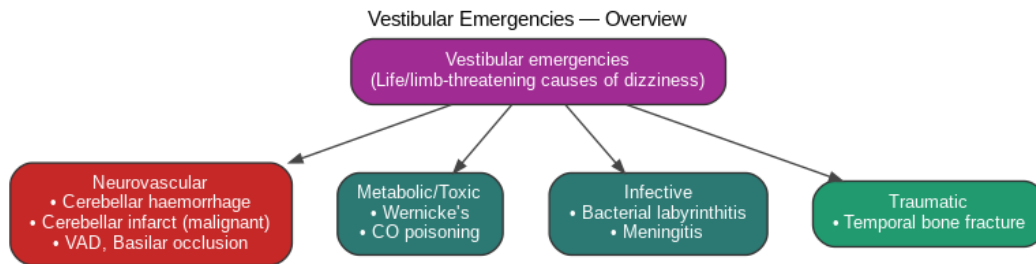 Vestibular Emergencies — Overview
Vestibular emergencies
(Life/limb-threatening causes of dizziness)
Neurovascular
• Cerebellar haemorrhage
• Cerebellar infarct (malignant)
• VAD, Basilar occlusion
Metabolic/Toxic
• Wernicke's
• CO poisoning
Infective
• Bacterial labyrinthitis
• Meningitis
Traumatic
• Temporal bone fracture